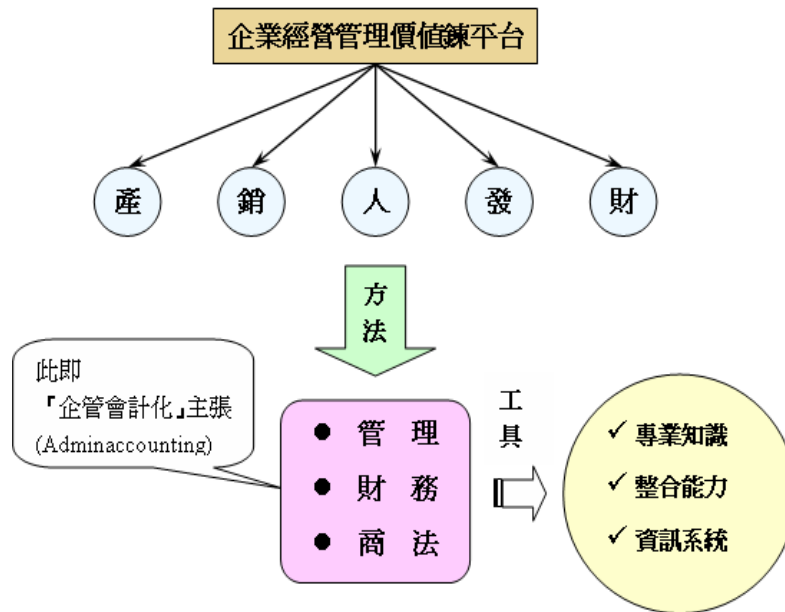 企業經營管理價值鍊平台
產 銷 人 發 財
方
法
此即
「企管會計化」主張
(Adminaccounting)
● 管 理
● 財 務
● 商 法
工
具
✓ 專業知識
✓ 整合能力
✓ 資訊系統